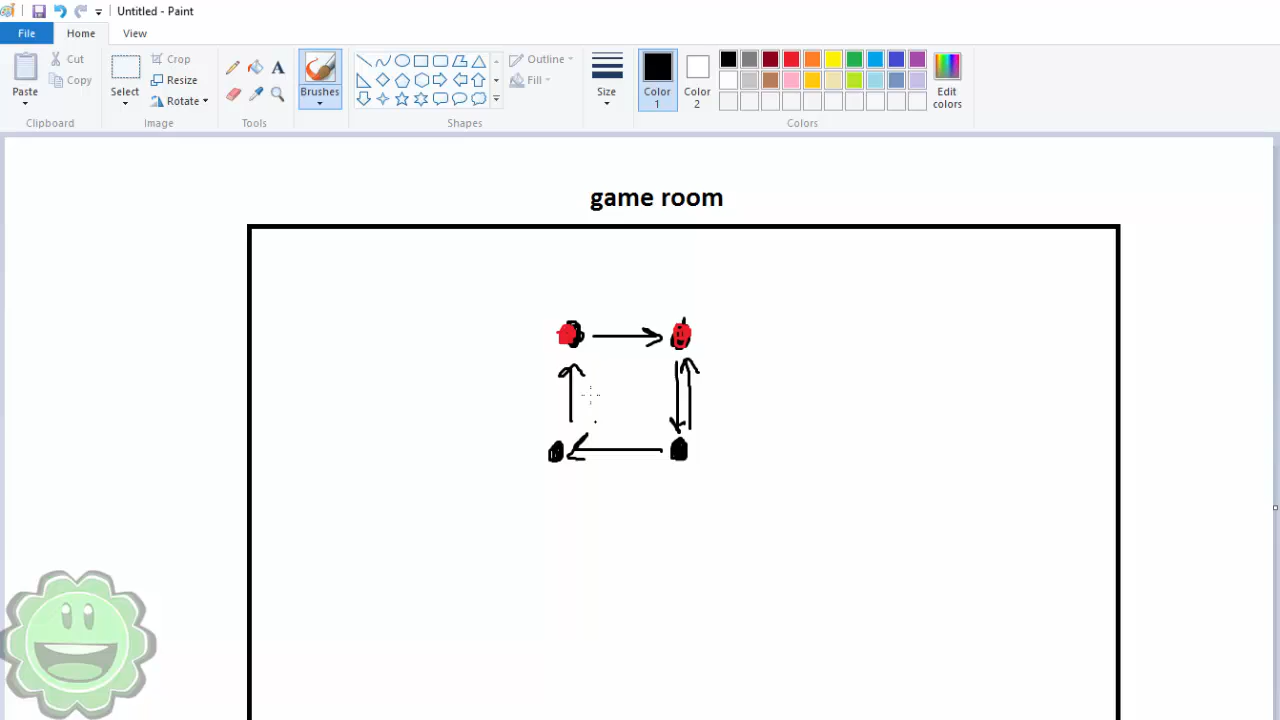 Untitled - Paint
File Home View
Cut
Copy
Paste
Clipboard
Crop
Resize
Rotate
Select
Image
A
Tools
Brushes
Outline
Fill
Shapes
Size
Color 1
Color 2
Edit colors
Colors
game room